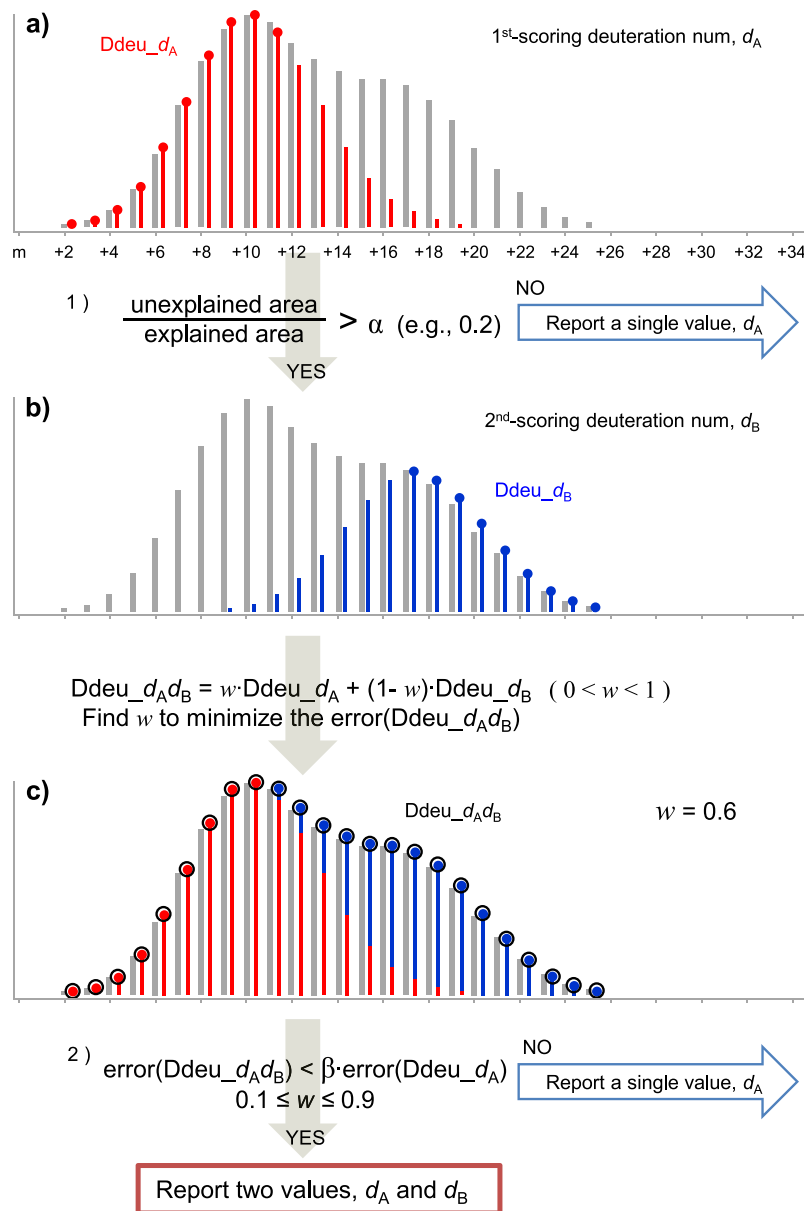 a)
Ddeu_dA
1st-scoring deuteration num, dA
m +2 +4 +6 +8 +10 +12 +14 +16 +18 +20 +22 +24 +26 +28 +30 +32 +34
1 )
unexplained area
explained area
> α (e.g., 0.2)
NO
Report a single value, dA
YES
b)
2nd-scoring deuteration num, dB
Ddeu_dB
Ddeu_dAdB = w·Ddeu_dA + (1- w)·Ddeu_dB ( 0 < w < 1 )
Find w to minimize the error(Ddeu_dAdB)
c)
Ddeu_dAdB
w = 0.6
2 )
error(Ddeu_dAdB) < β·error(Ddeu_dA)
0.1 ≤ w ≤ 0.9
NO
Report a single value, dA
YES
Report two values, dA and dB